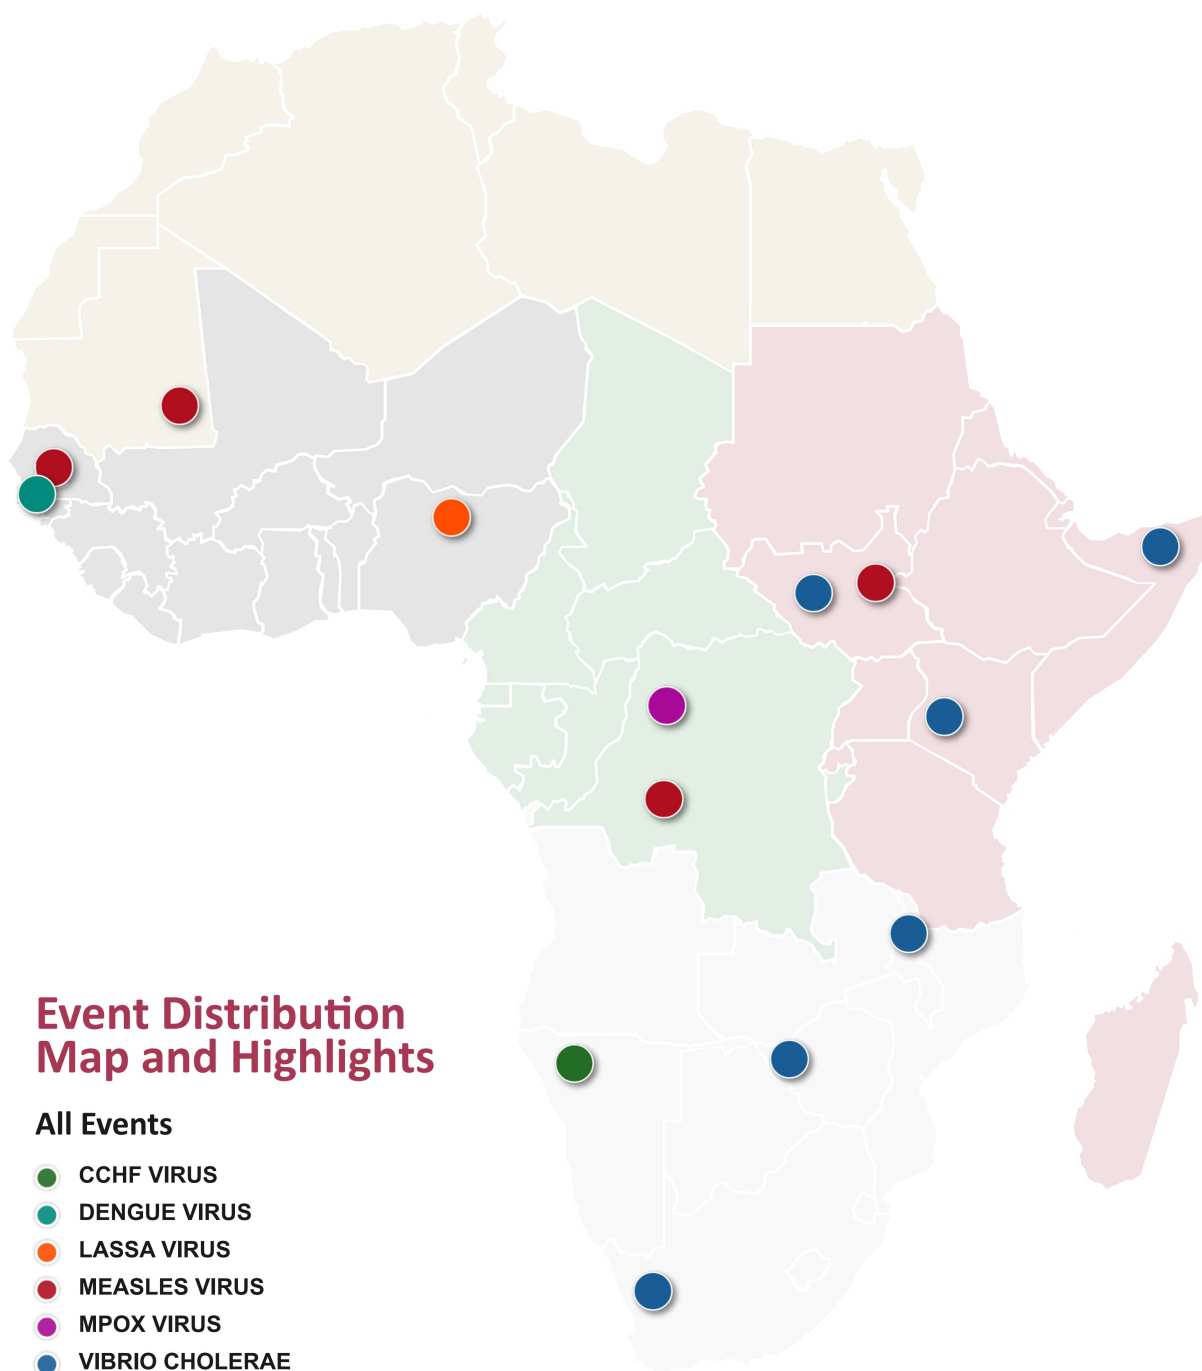 Event Distribution
Map and Highlights
All Events
CCHF VIRUS
DENGUE VIRUS
LASSA VIRUS
MEASLES VIRUS
MPOX VIRUS
VIBRIO CHOLERAE